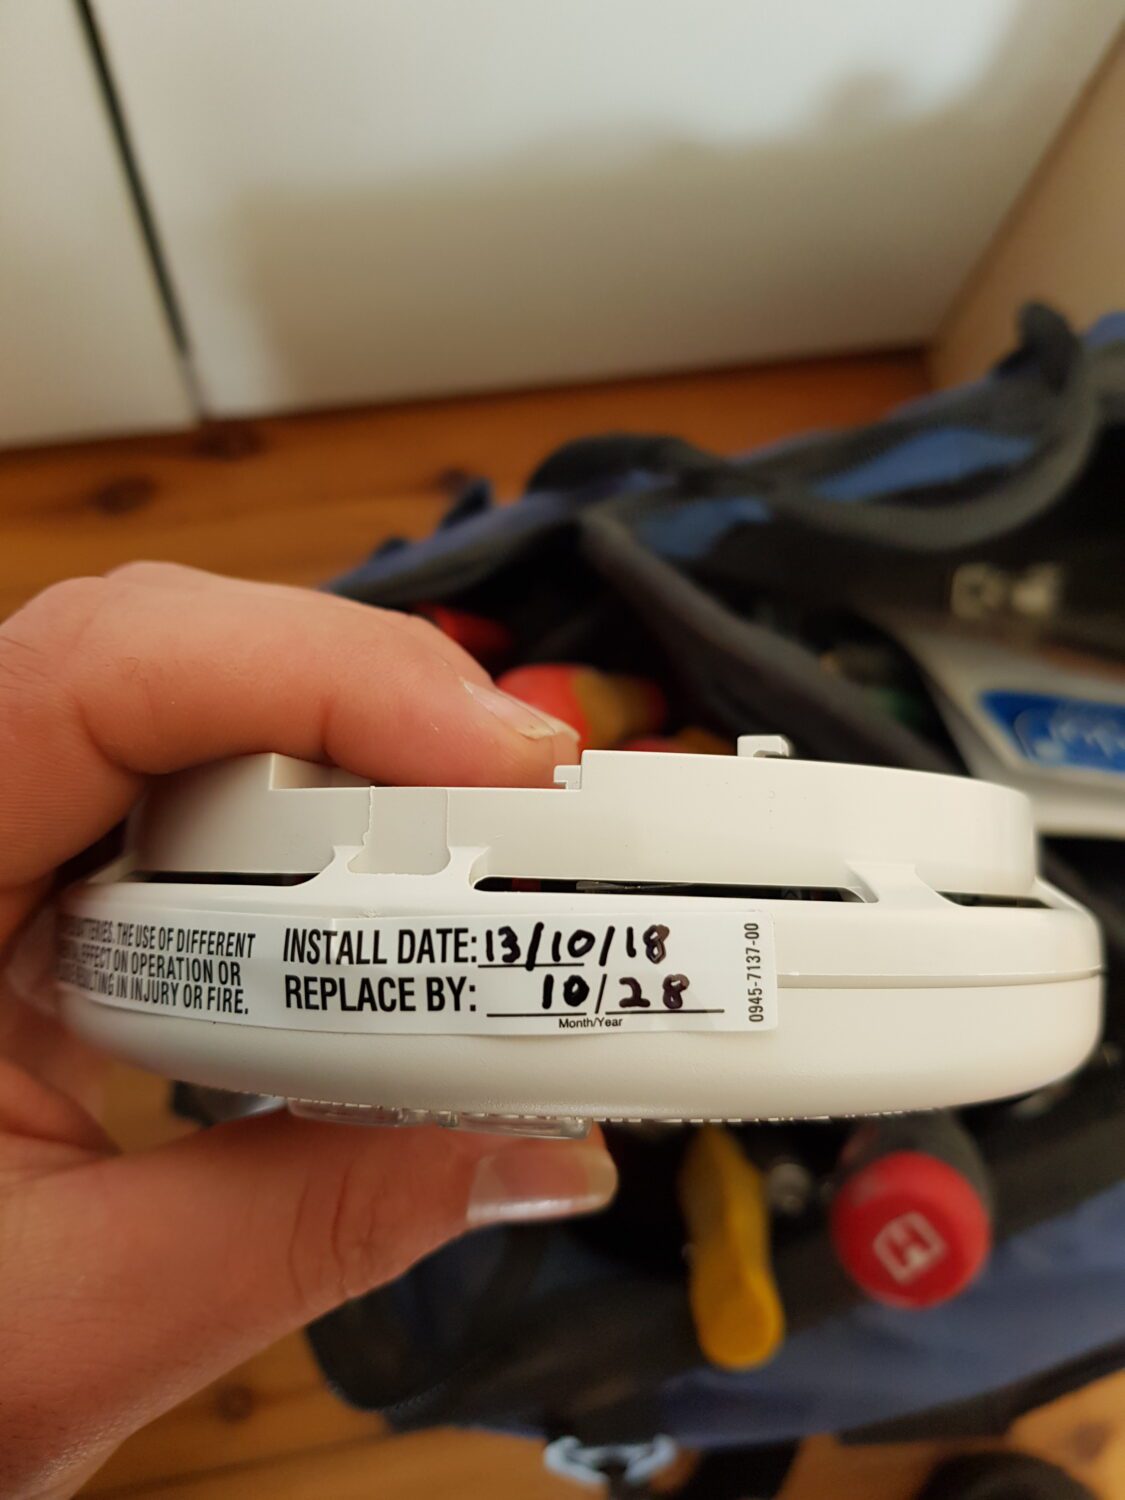 BATTERIES. THE USE OF DIFFERENT
EFFECT ON OPERATION OR
RESULTING IN INJURY OR FIRE.
INSTALL DATE: 13/10/18
REPLACE BY: 10/28
Month/Year
0945-7137-00